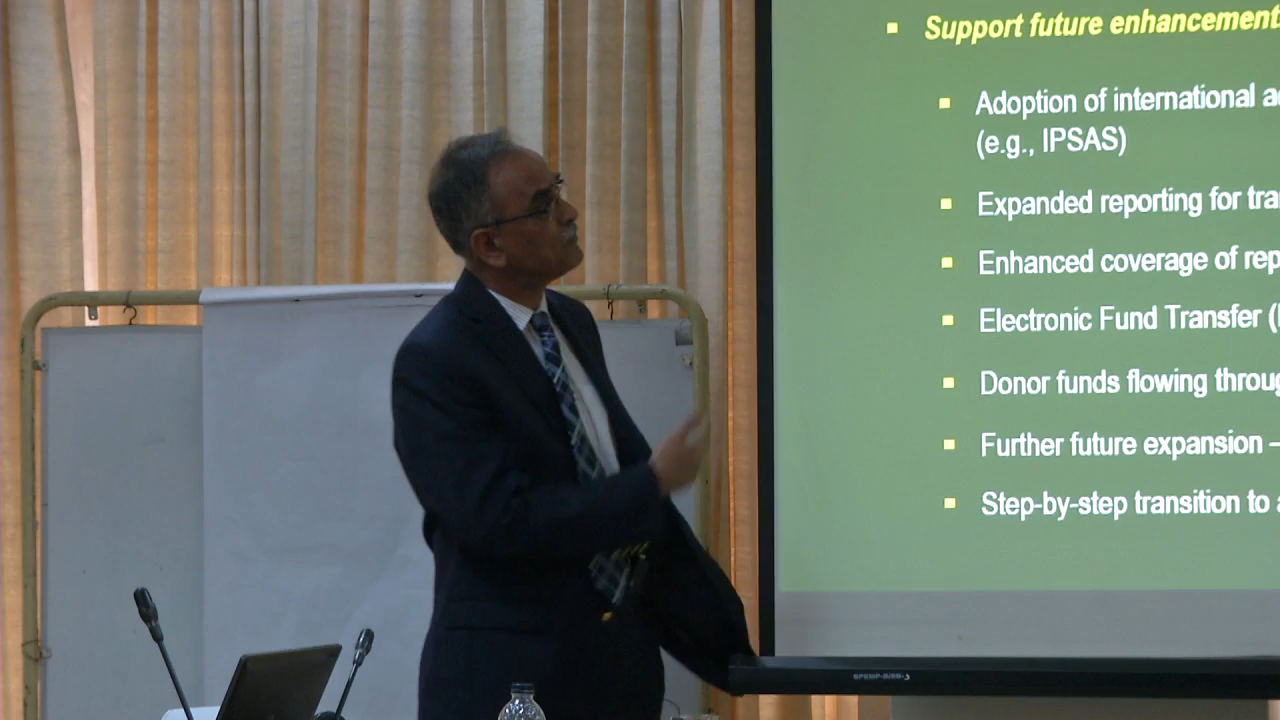 Support future enhancement
Adoption of international a
(e.g., IPSAS)
Expanded reporting for tra
Enhanced coverage of rep
Electronic Fund Transfer (
Donor funds flowing throug
Further future expansion –
Step-by-step transition to a